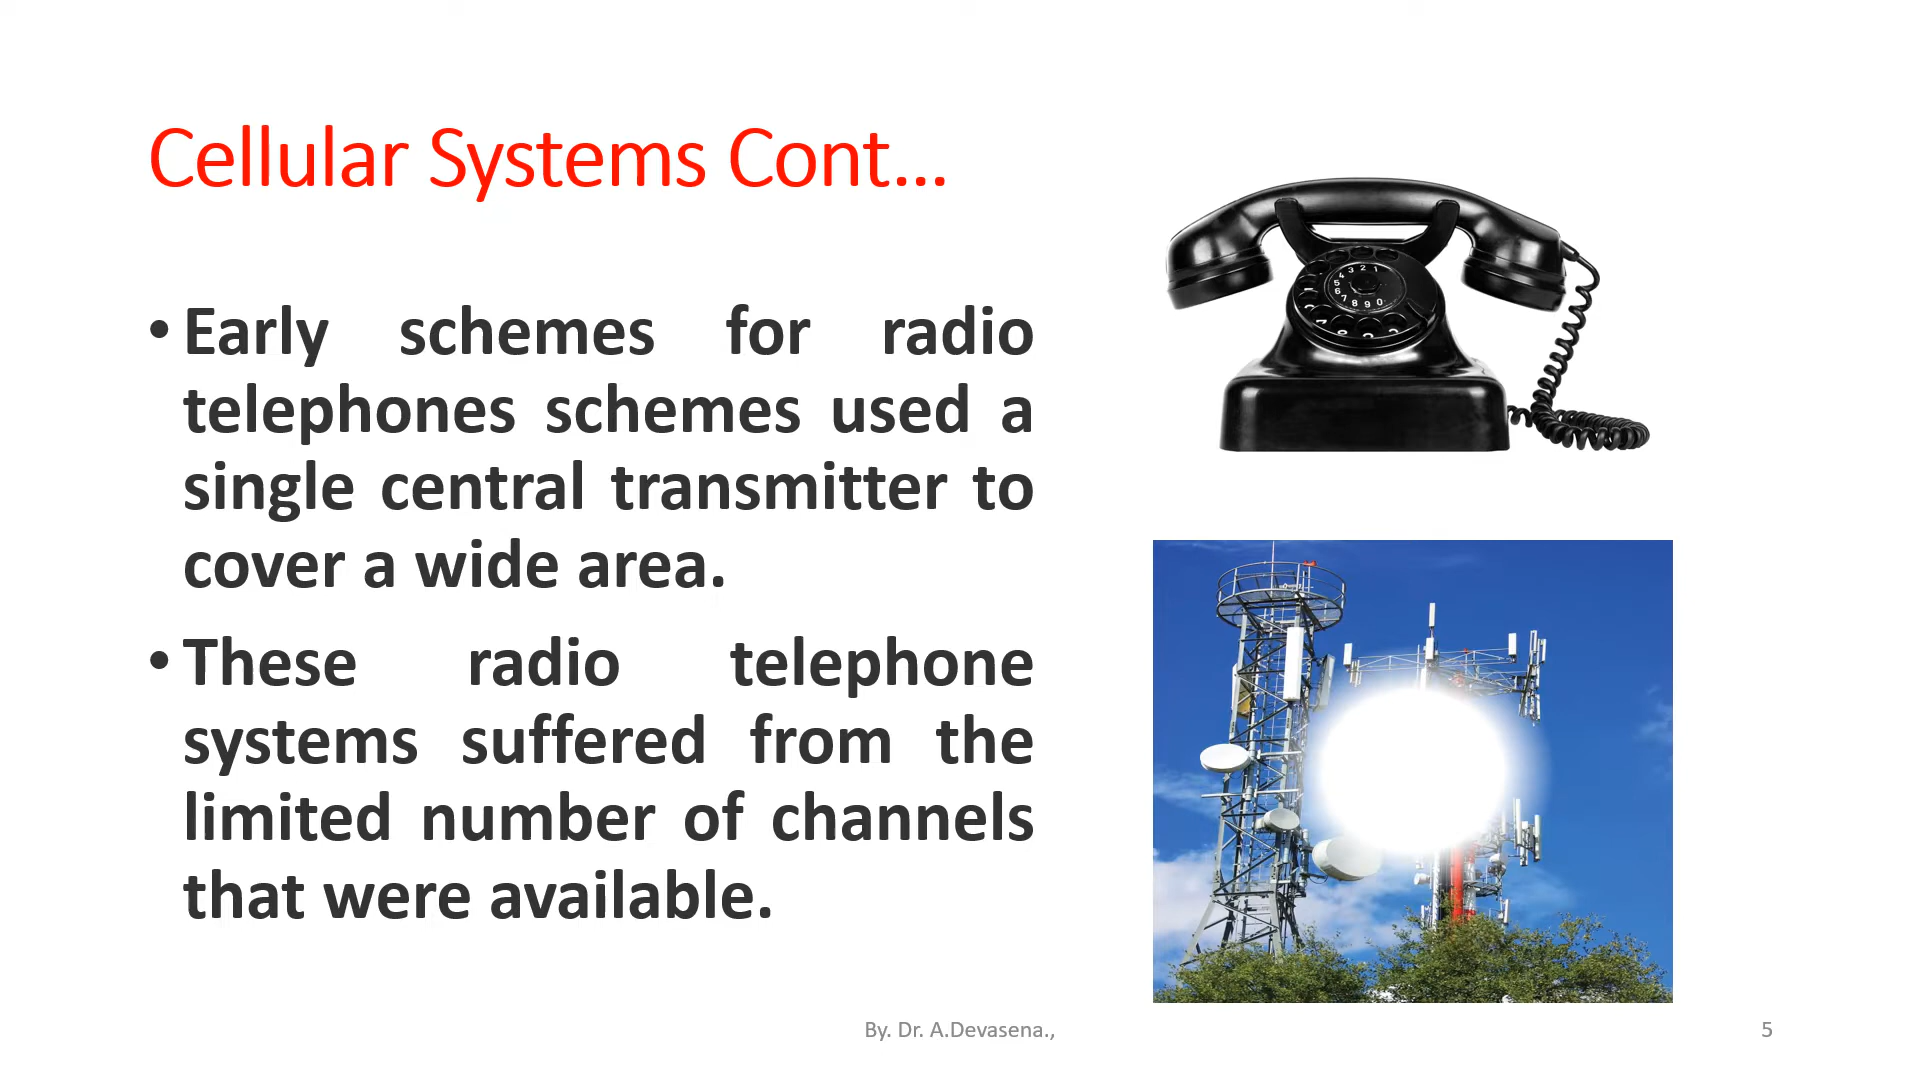 Cellular Systems Cont...
• Early schemes for radio
telephones schemes used a
single central transmitter to
cover a wide area.
• These radio telephone
systems suffered from the
limited number of channels
that were available.
By. Dr. A.Devasena.,
5